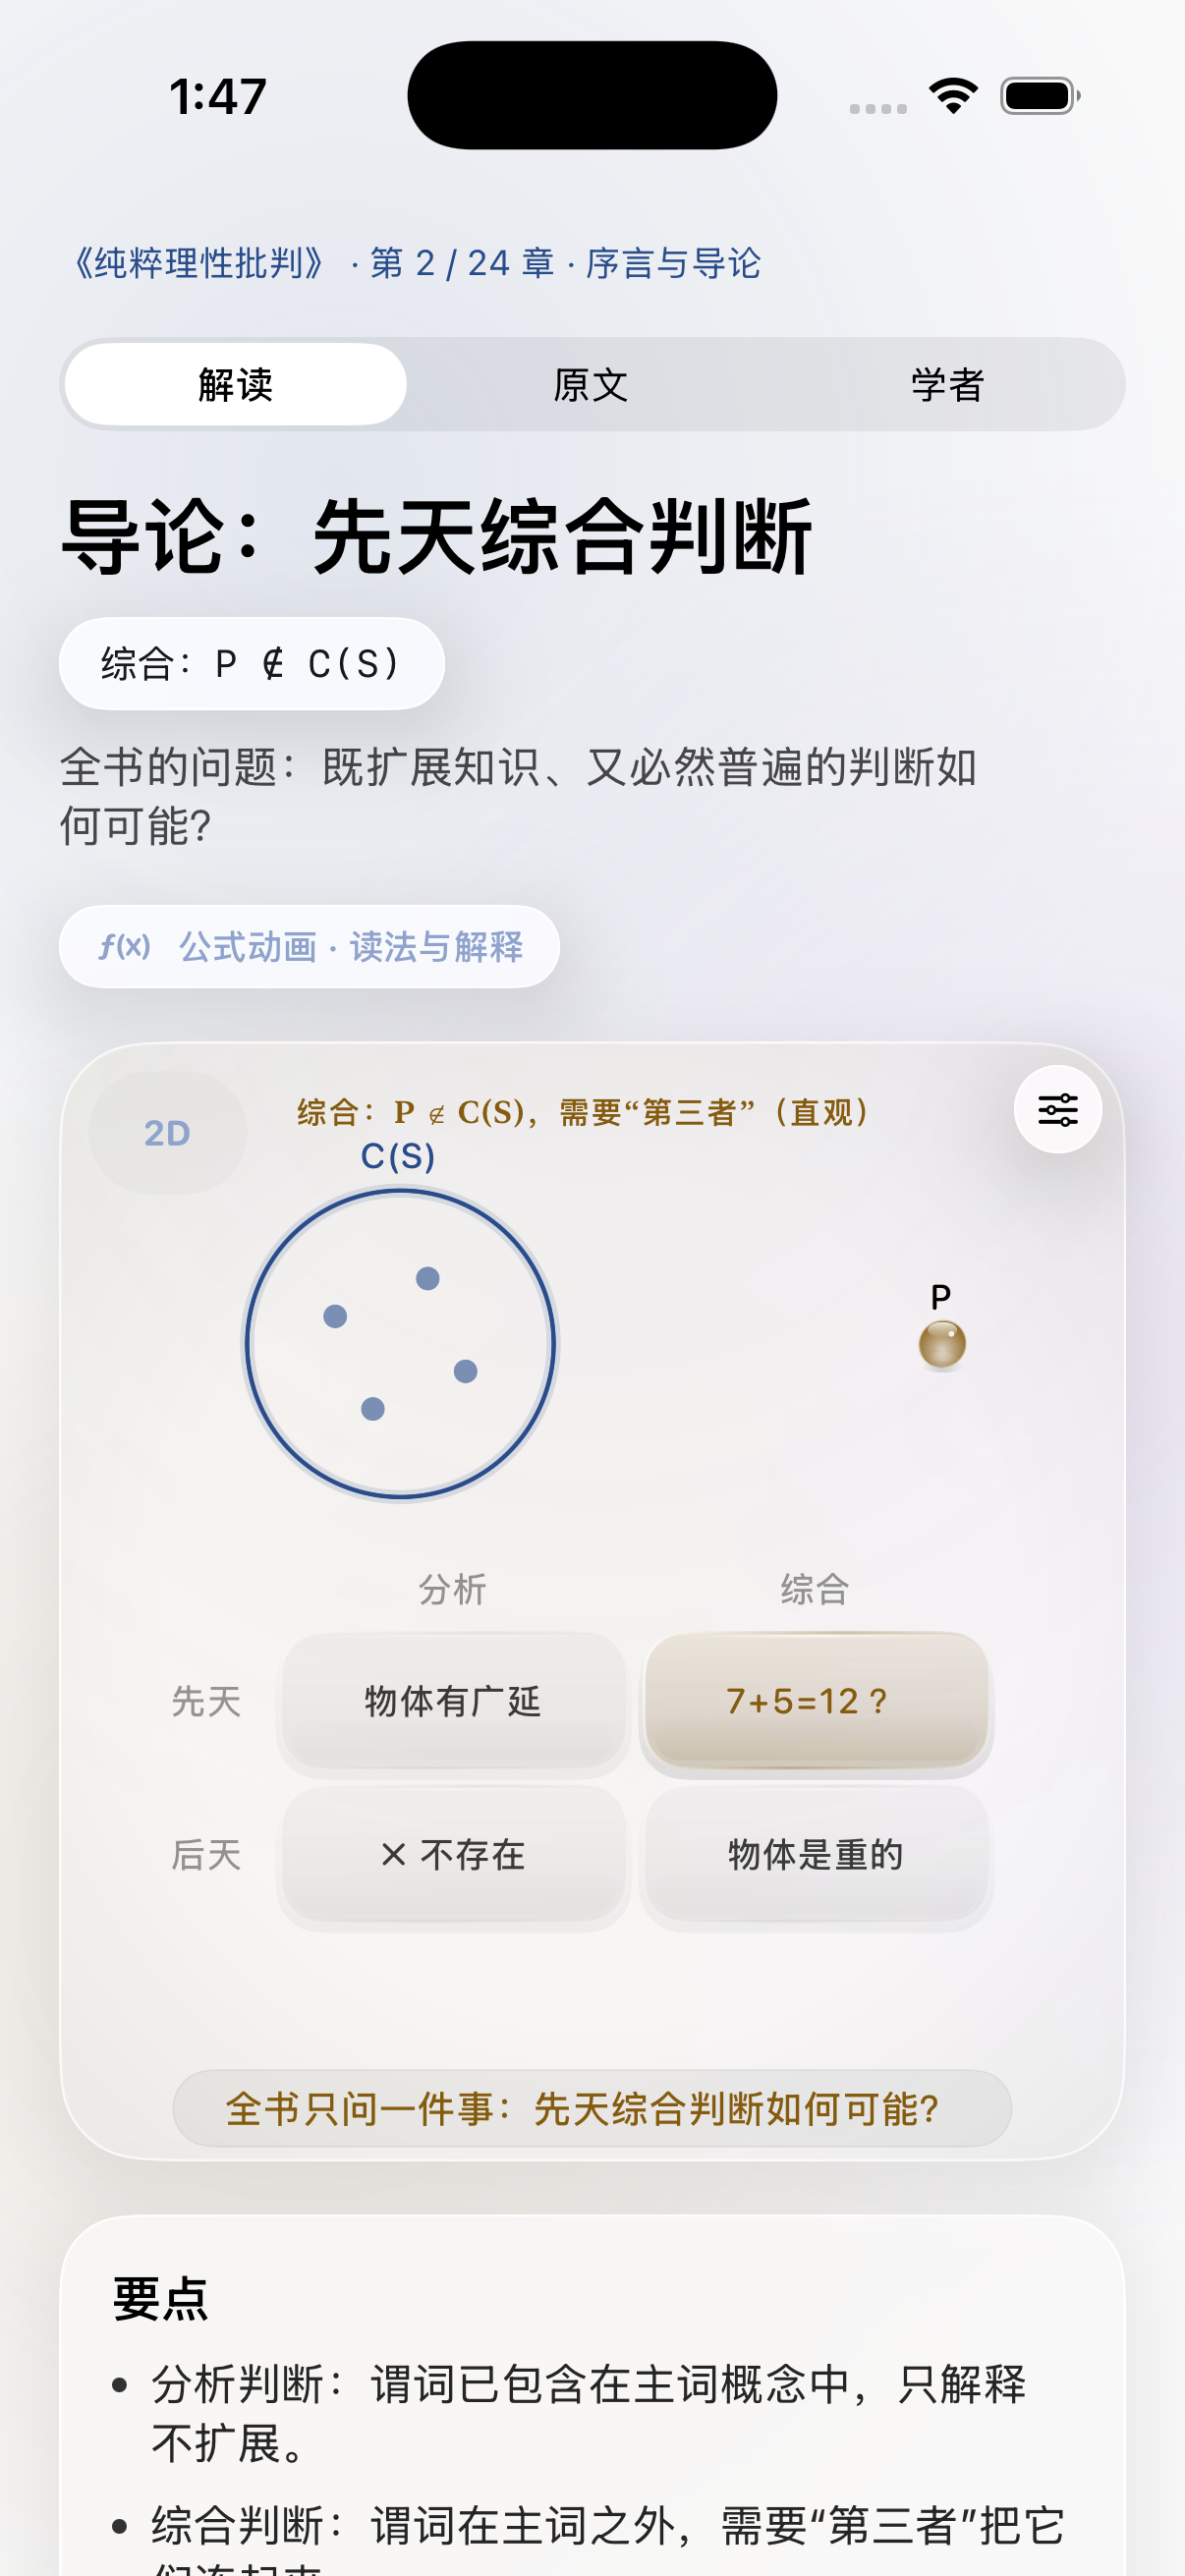 1:47
《纯粹理性批判》 · 第 2 / 24 章 · 序言与导论
解读 原文 学者
导论：先天综合判断
综合：P ∉ C(S)
全书的问题：既扩展知识、又必然普遍的判断如
何可能？
f(x) 公式动画 · 读法与解释
2D
综合：P ∉ C(S)，需要“第三者”（直观）
C(S)
P
分析 综合
先天 物体有广延 7+5=12 ?
后天 × 不存在 物体是重的
全书只问一件事：先天综合判断如何可能？
要点
• 分析判断：谓词已包含在主词概念中，只解释
不扩展。
• 综合判断：谓词在主词之外，需要“第三者”把它